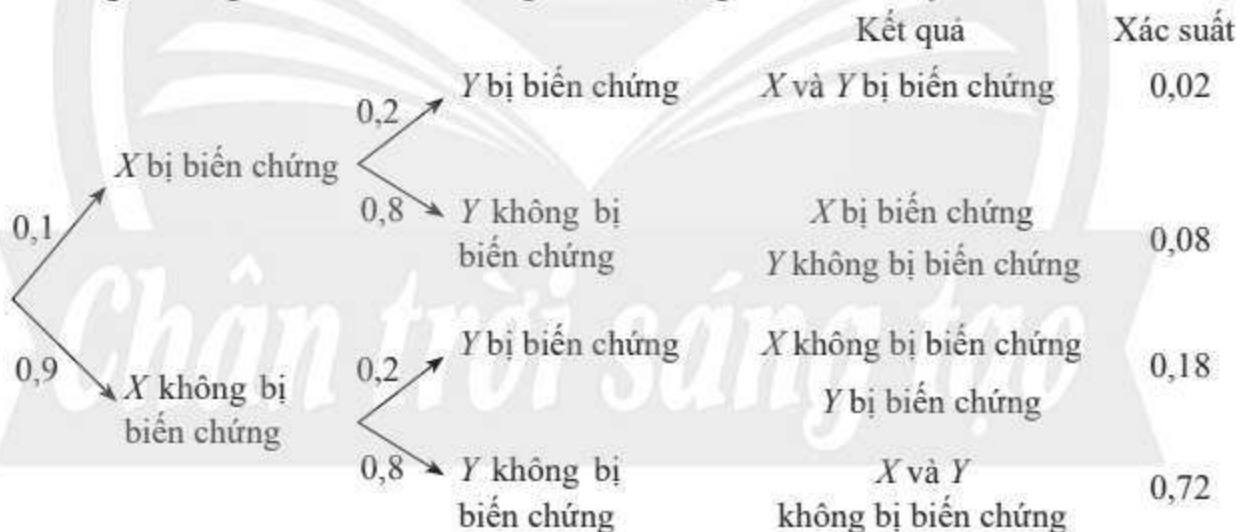 Kết quả Xác suất
Y bị biến chứng X và Y bị biến chứng 0,02
0,2
X bị biến chứng
0,8 Y không bị X bị biến chứng
0,1 biến chứng Y không bị biến chứng 0,08
Chân trời sáng tạo
Y bị biến chứng X không bị biến chứng
0,9 0,2 0,18
X không bị Y bị biến chứng
biến chứng
0,8 Y không bị X và Y
biến chứng không bị biến chứng 0,72